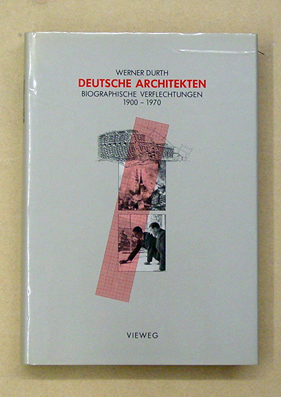 WERNER DURTH
DEUTSCHE ARCHITEKTEN
BIOGRAPHISCHE VERFLECHTUNGEN
1900 – 1970
VIEWEG